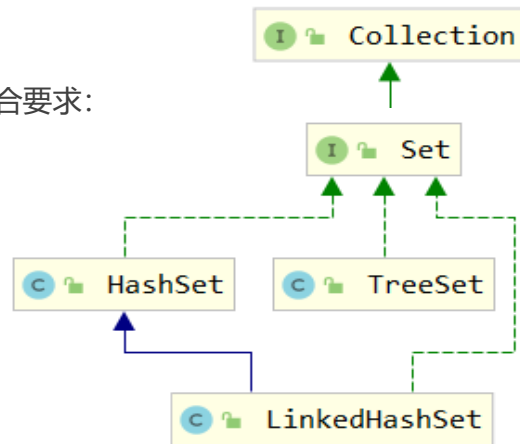 Collection
合要求：
Set
HashSet
TreeSet
LinkedHashSet